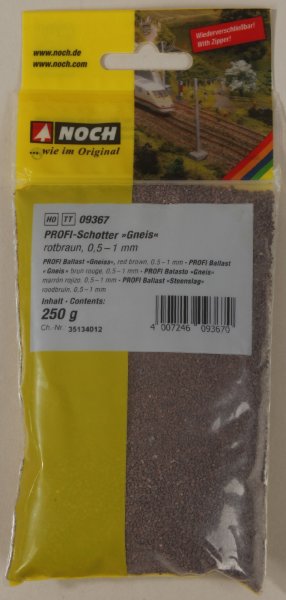 www.noch.de
www.noch.com
Wiederverschließbar!
With Zipper!
NOCH
... wie im Original
H0 TT 09367
PROFI-Schotter »Gneis«
rotbraun, 0,5 – 1 mm
PROFI Ballast «Gneiss», red brown, 0,5 – 1 mm • PROFI Ballast
« Gneis» brun rouge, 0,5 – 1 mm • PROFI Balasto «Gneis»
marrón rojizo, 0,5 – 1 mm • PROFI Ballast «Steenslag»
roodbruin, 0,5 – 1 mm
Inhalt • Contents:
250 g
Ch.-Nr. 35134012
4 007246 093670